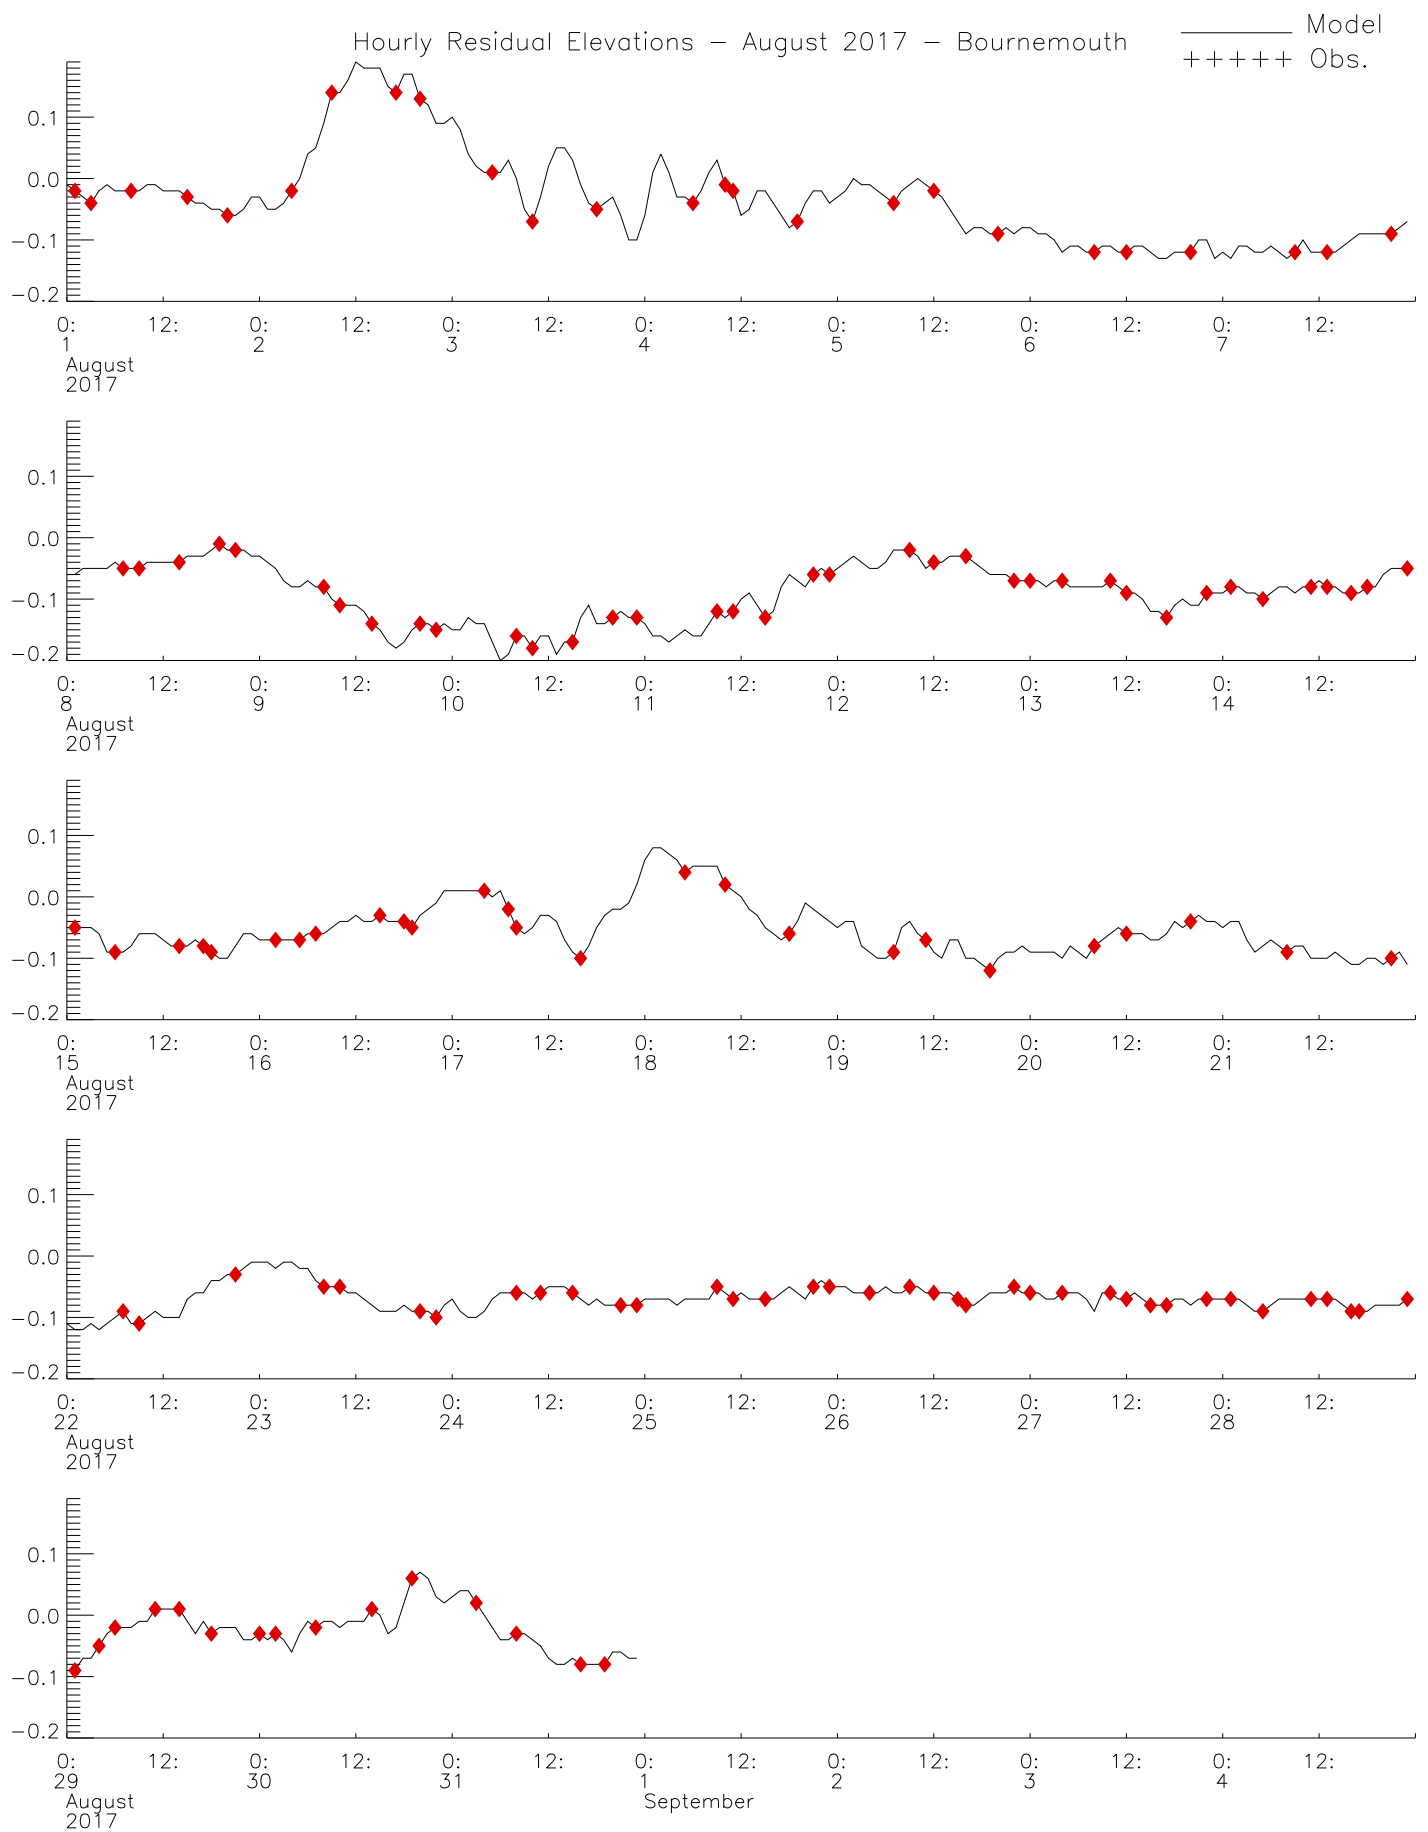 Hourly Residual Elevations – August 2017 – Bournemouth
Model
+++++ Obs.
0.1
0.0
−0.1
−0.2
0: 12: 0: 12: 0: 12: 0: 12: 0: 12: 0: 12: 0: 12:
1 2 3 4 5 6 7
August
2017
0.1
0.0
−0.1
−0.2
0: 12: 0: 12: 0: 12: 0: 12: 0: 12: 0: 12: 0: 12:
8 9 10 11 12 13 14
August
2017
0.1
0.0
−0.1
−0.2
0: 12: 0: 12: 0: 12: 0: 12: 0: 12: 0: 12: 0: 12:
15 16 17 18 19 20 21
August
2017
0.1
0.0
−0.1
−0.2
0: 12: 0: 12: 0: 12: 0: 12: 0: 12: 0: 12: 0: 12:
22 23 24 25 26 27 28
August
2017
0.1
0.0
−0.1
−0.2
0: 12: 0: 12: 0: 12: 0: 12: 0: 12: 0: 12: 0: 12:
29 30 31 1 2 3 4
August September
2017